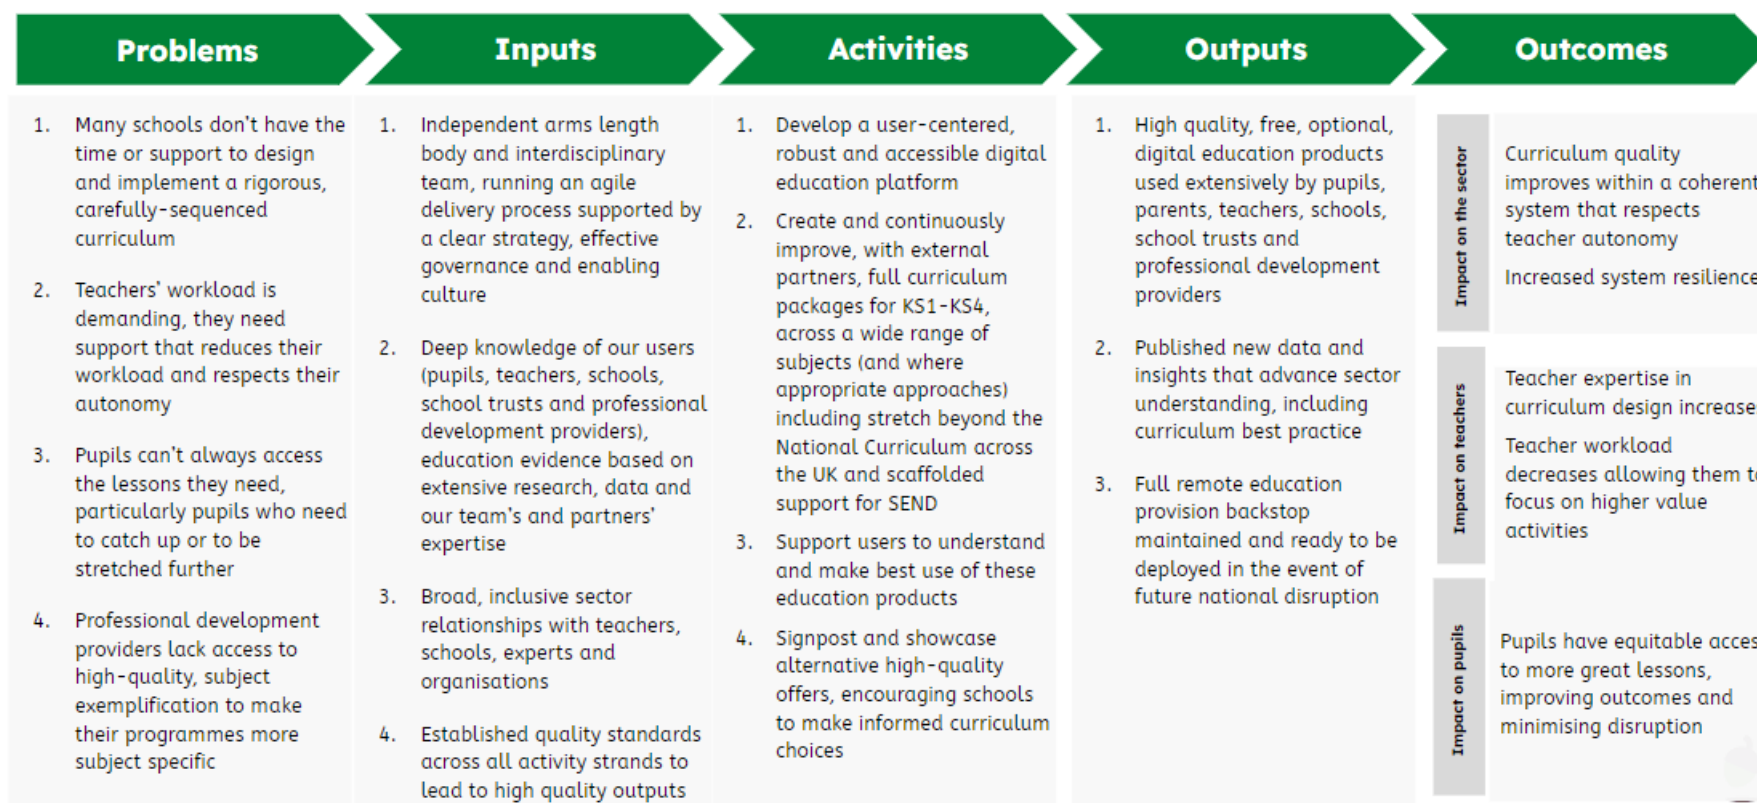 Problems
Inputs
Activities
Outputs
Outcomes
1. Many schools don't have the
time or support to design
and implement a rigorous,
carefully-sequenced
curriculum
2. Teachers' workload is
demanding, they need
support that reduces their
workload and respects their
autonomy
3. Pupils can't always access
the lessons they need,
particularly pupils who need
to catch up or to be
stretched further
4. Professional development
providers lack access to
high-quality, subject
exemplification to make
their programmes more
subject specific
1. Independent arms length
body and interdisciplinary
team, running an agile
delivery process supported by
a clear strategy, effective
governance and enabling
culture
2. Deep knowledge of our users
(pupils, teachers, schools,
school trusts and professional
development providers),
education evidence based on
extensive research, data and
our team's and partners'
expertise
3. Broad, inclusive sector
relationships with teachers,
schools, experts and
organisations
4. Established quality standards
across all activity strands to
lead to high quality outputs
1. Develop a user-centered,
robust and accessible digital
education platform
2. Create and continuously
improve, with external
partners, full curriculum
packages for KS1-KS4,
across a wide range of
subjects (and where
appropriate approaches)
including stretch beyond the
National Curriculum across
the UK and scaffolded
support for SEND
3. Support users to understand
and make best use of these
education products
4. Signpost and showcase
alternative high-quality
offers, encouraging schools
to make informed curriculum
choices
1. High quality, free, optional,
digital education products
used extensively by pupils,
parents, teachers, schools,
school trusts and
professional development
providers
2. Published new data and
insights that advance sector
understanding, including
curriculum best practice
3. Full remote education
provision backstop
maintained and ready to be
deployed in the event of
future national disruption
Impact on the sector
Curriculum quality
improves within a coherent
system that respects
teacher autonomy
Increased system resilience
Impact on teachers
Teacher expertise in
curriculum design increases
Teacher workload
decreases allowing them to
focus on higher value
activities
Impact on pupils
Pupils have equitable acces
to more great lessons,
improving outcomes and
minimising disruption